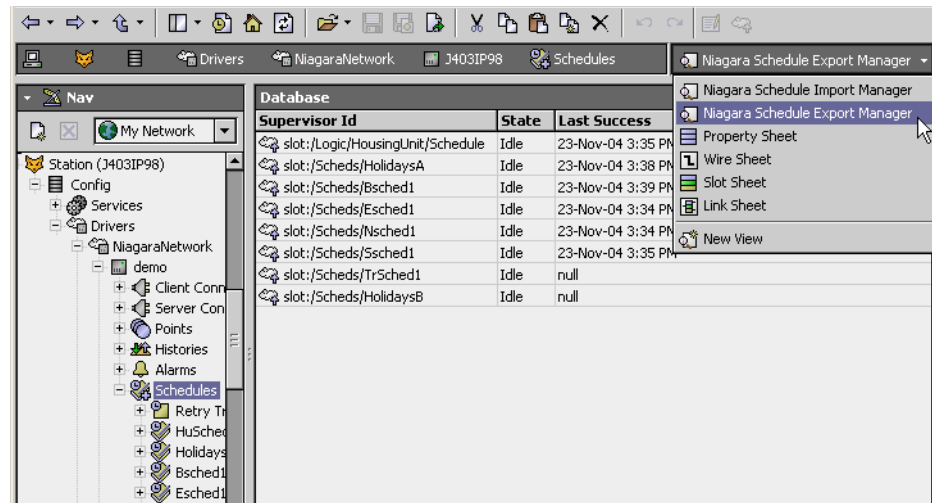 Drivers NiagaraNetwork J403IP98 Schedules Niagara Schedule Export Manager
Niagara Schedule Import Manager
Niagara Schedule Export Manager
Property Sheet
Wire Sheet
Slot Sheet
Link Sheet
New View
Nav
My Network
Station (J403IP98)
Config
Services
Drivers
NiagaraNetwork
demo
Client Conn
Server Con
Points
Histories
Alarms
Schedules
Retry Tr
HuSched
Holidays
Bsched1
Esched1
Database
Supervisor Id State Last Success
slot:/Logic/HousingUnit/Schedule Idle 23-Nov-04 3:35 PM
slot:/Scheds/HolidaysA Idle 23-Nov-04 3:38 PM
slot:/Scheds/Bsched1 Idle 23-Nov-04 3:39 PM
slot:/Scheds/Esched1 Idle 23-Nov-04 3:34 PM
slot:/Scheds/Nsched1 Idle 23-Nov-04 3:34 PM
slot:/Scheds/Ssched1 Idle 23-Nov-04 3:35 PM
slot:/Scheds/TrSched1 Idle null
slot:/Scheds/HolidaysB Idle null